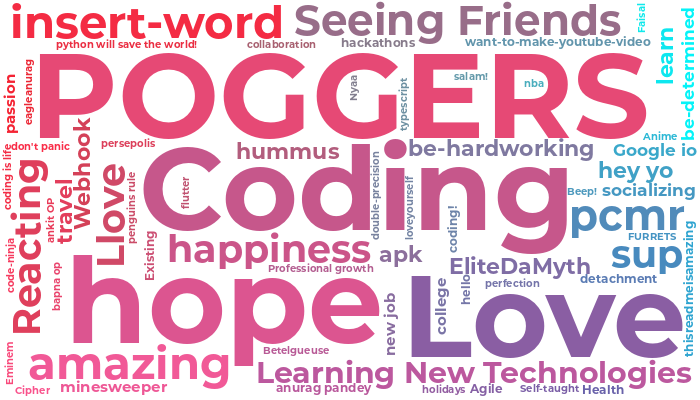 insert-word
Seeing Friends
Faisal
be-determined
learn
python will save the world!
collaboration
hackathons
want-to-make-youtube-video
passion
eagleanurag
POGGERS
Nyaa
typescript
salam!
nba
don't panic
persepolis
Webhook
hummus
be-hardworking
Anime
Google io
coding is life
Reacting
ankit OP
travel
Llove
penguins rule
Coding
flutter
double-precision
loveyourself
hey yo
Beep!
socializing
pcmr
code-ninja
Existing
happiness
apk
coding!
FURRETS
sup
thisreadmeisamazing
bapna op
hope
Professional growth
EliteDaMyth
hello
perfection
detachment
new job
college
Love
Eminem
amazing
Betelgueuse
Learning New Technologies
Cipher
minesweeper
anurag pandey
holidays
Agile
Self-taught
Health